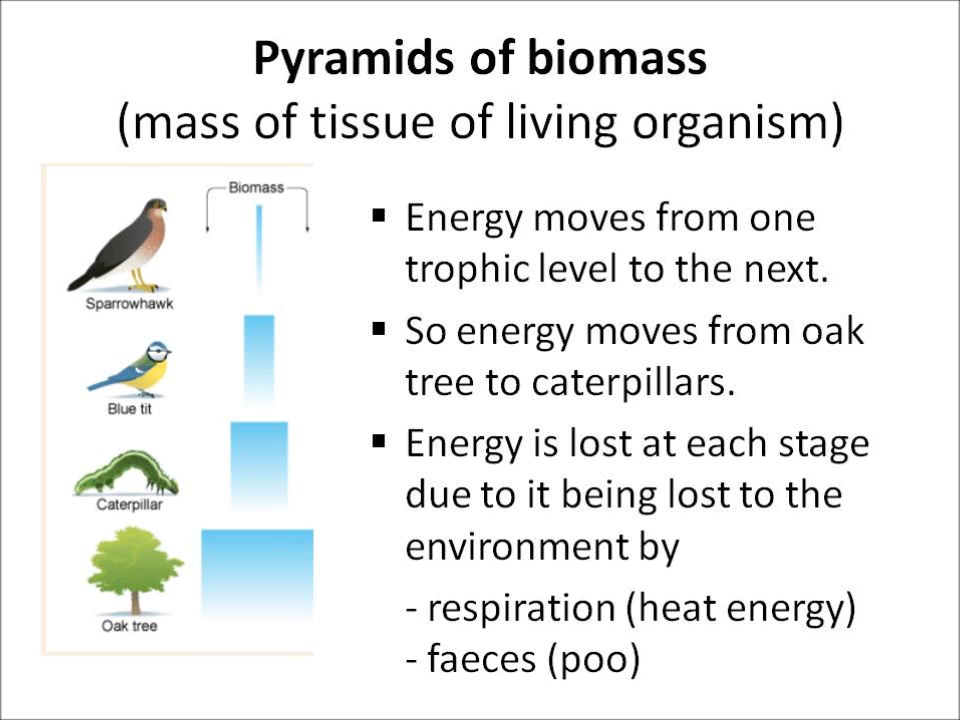 Pyramids of biomass
(mass of tissue of living organism)
Biomass
Sparrowhawk
Blue tit
Caterpillar
Oak tree
▪ Energy moves from one
trophic level to the next.
▪ So energy moves from oak
tree to caterpillars.
▪ Energy is lost at each stage
due to it being lost to the
environment by
- respiration (heat energy)
- faeces (poo)